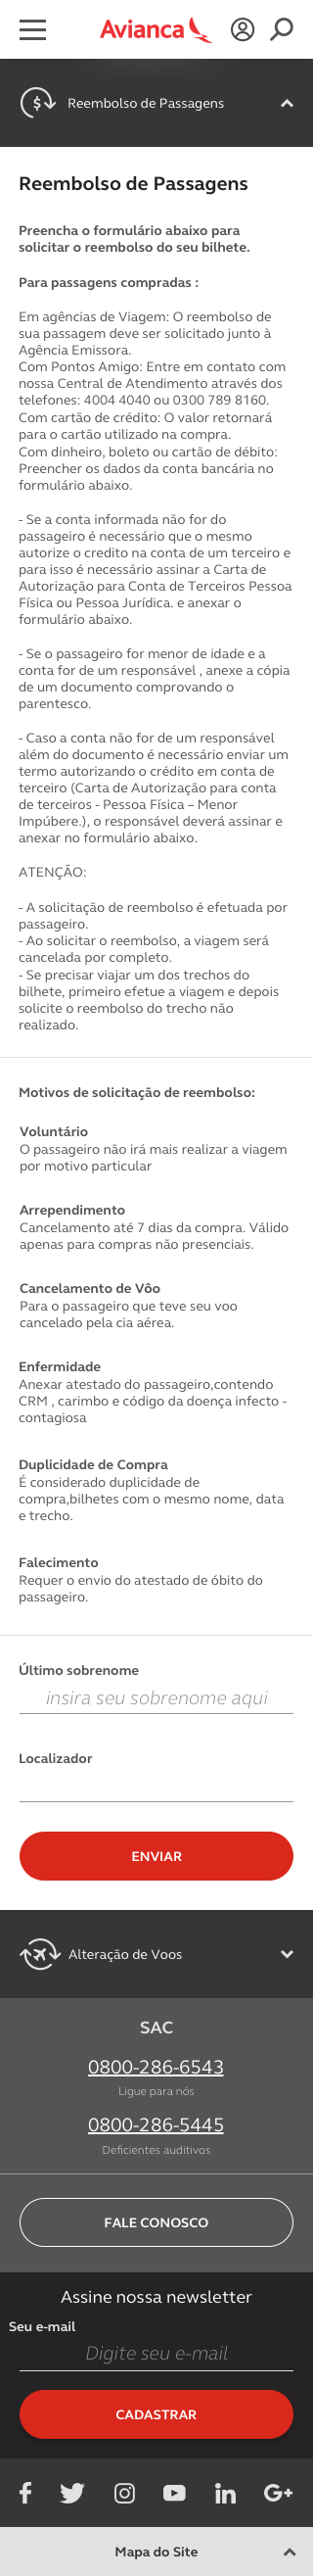 Avianca
Reembolso de Passagens
Reembolso de Passagens
Preencha o formulário abaixo para
solicitar o reembolso do seu bilhete.
Para passagens compradas :
Em agências de Viagem: O reembolso de
sua passagem deve ser solicitado junto à
Agência Emissora.
Com Pontos Amigo: Entre em contato com
nossa Central de Atendimento através dos
telefones: 4004 4040 ou 0300 789 8160.
Com cartão de crédito: O valor retornará
para o cartão utilizado na compra.
Com dinheiro, boleto ou cartão de débito:
Preencher os dados da conta bancária no
formulário abaixo.
- Se a conta informada não for do
passageiro é necessário que o mesmo
autorize o credito na conta de um terceiro e
para isso é necessário assinar a Carta de
Autorização para Conta de Terceiros Pessoa
Física ou Pessoa Jurídica. e anexar o
formulário abaixo.
- Se o passageiro for menor de idade e a
conta for de um responsável , anexe a cópia
de um documento comprovando o
parentesco.
- Caso a conta não for de um responsável
além do documento é necessário enviar um
termo autorizando o crédito em conta de
terceiro (Carta de Autorização para conta
de terceiros - Pessoa Física – Menor
Impúbere.), o responsável deverá assinar e
anexar no formulário abaixo.
ATENÇÃO:
- A solicitação de reembolso é efetuada por
passageiro.
- Ao solicitar o reembolso, a viagem será
cancelada por completo.
- Se precisar viajar um dos trechos do
bilhete, primeiro efetue a viagem e depois
solicite o reembolso do trecho não
realizado.
Motivos de solicitação de reembolso:
Voluntário
O passageiro não irá mais realizar a viagem
por motivo particular
Arrependimento
Cancelamento até 7 dias da compra. Válido
apenas para compras não presenciais.
Cancelamento de Vôo
Para o passageiro que teve seu voo
cancelado pela cia aérea.
Enfermidade
Anexar atestado do passageiro,contendo
CRM , carimbo e código da doença infecto -
contagiosa
Duplicidade de Compra
É considerado duplicidade de
compra,bilhetes com o mesmo nome, data
e trecho.
Falecimento
Requer o envio do atestado de óbito do
passageiro.
Último sobrenome
insira seu sobrenome aqui
Localizador
ENVIAR
Alteração de Voos
SAC
0800-286-6543
Ligue para nós
0800-286-5445
Deficientes auditivos
FALE CONOSCO
Assine nossa newsletter
Seu e-mail
Digite seu e-mail
CADASTRAR
Mapa do Site